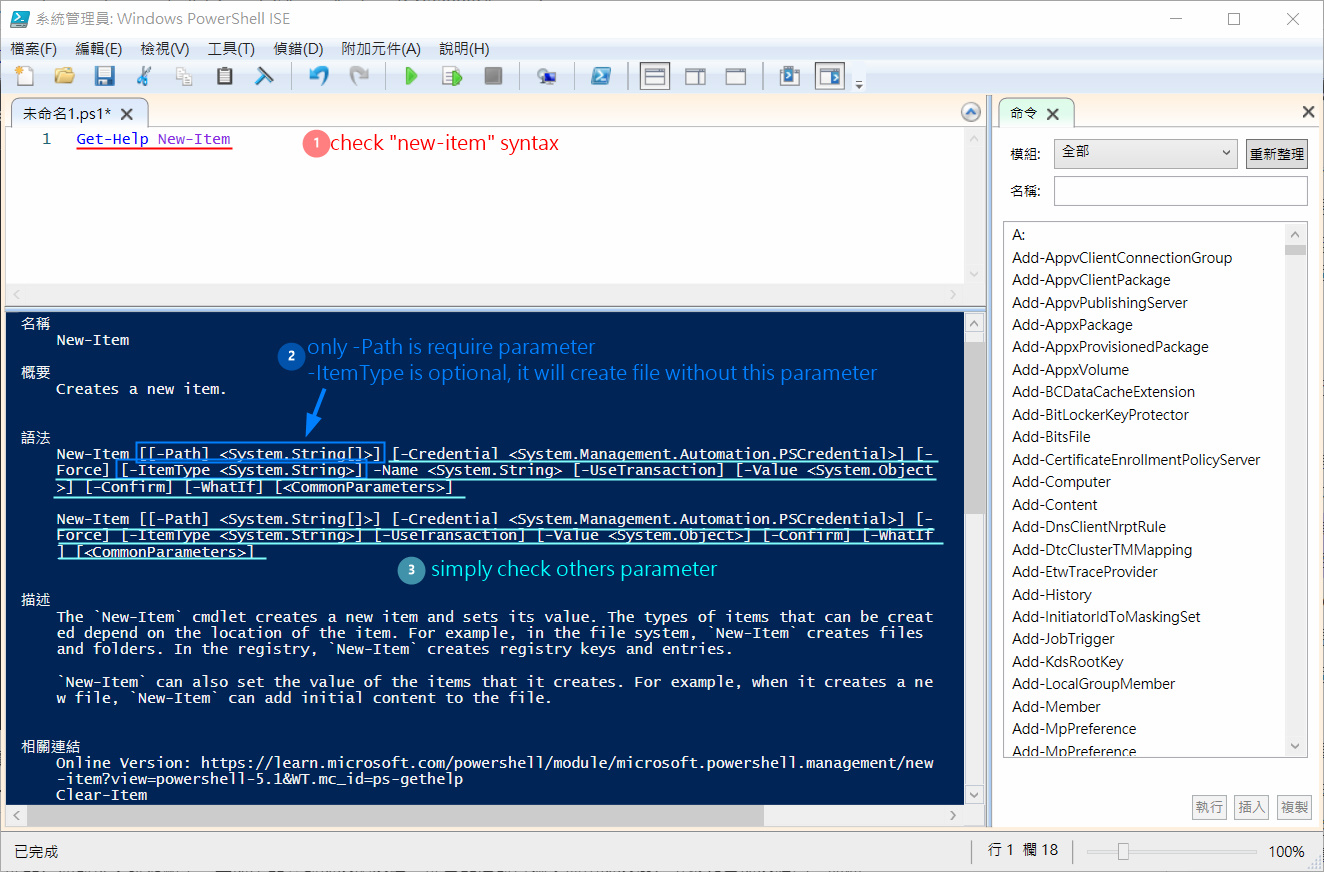 系統管理員: Windows PowerShell ISE
檔案(F) 編輯(E) 檢視(V) 工具(T) 偵錯(D) 附加元件(A) 說明(H)
未命名1.ps1*
1 Get-Help New-Item
1 check "new-item" syntax
名稱
New-Item
2 only -Path is require parameter
-ItemType is optional, it will create file without this parameter
概要
Creates a new item.
語法
New-Item [[-Path] <System.String[]>] [-Credential <System.Management.Automation.PSCredential>] [-
Force] [-ItemType <System.String>] -Name <System.String> [-UseTransaction] [-Value <System.Object
>] [-Confirm] [-WhatIf] [<CommonParameters>]
New-Item [[-Path] <System.String[]>] [-Credential <System.Management.Automation.PSCredential>] [-
Force] [-ItemType <System.String>] [-UseTransaction] [-Value <System.Object>] [-Confirm] [-WhatIf
] [<CommonParameters>]
3 simply check others parameter
描述
The `New-Item` cmdlet creates a new item and sets its value. The types of items that can be creat
ed depend on the location of the item. For example, in the file system, `New-Item` creates files
and folders. In the registry, `New-Item` creates registry keys and entries.
`New-Item` can also set the value of the items that it creates. For example, when it creates a ne
w file, `New-Item` can add initial content to the file.
相關連結
Online Version: https://learn.microsoft.com/powershell/module/microsoft.powershell.management/new
-item?view=powershell-5.1&WT.mc_id=ps-gethelp
Clear-Item
命令
模組: 全部 重新整理
名稱:
A:
Add-AppvClientConnectionGroup
Add-AppvClientPackage
Add-AppvPublishingServer
Add-AppxPackage
Add-AppxProvisionedPackage
Add-AppxVolume
Add-BCDataCacheExtension
Add-BitLockerKeyProtector
Add-BitsFile
Add-CertificateEnrollmentPolicyServer
Add-Computer
Add-Content
Add-DnsClientNrptRule
Add-DtcClusterTMMapping
Add-EtwTraceProvider
Add-History
Add-InitiatorIdToMaskingSet
Add-JobTrigger
Add-KdsRootKey
Add-LocalGroupMember
Add-Member
Add-MpPreference
Add-MpPreference
執行 插入 複製
已完成 行 1 欄 18 100%